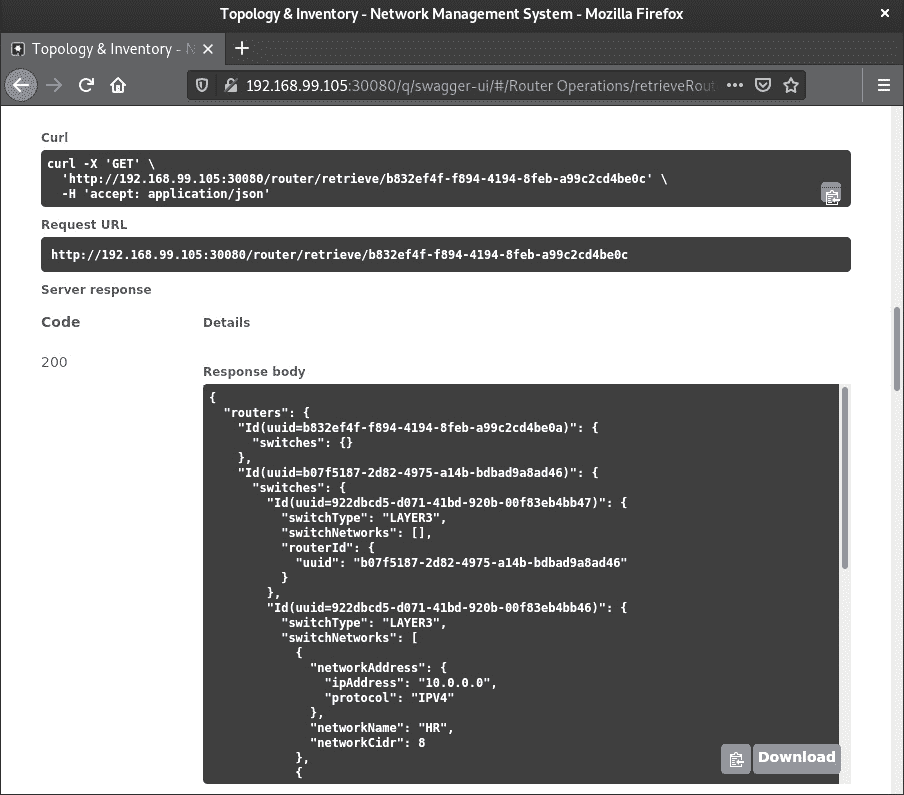 Topology & Inventory - Network Management System - Mozilla Firefox
Topology & Inventory - N
192.168.99.105:30080/q/swagger-ui/#/Router Operations/retrieveRout
Curl
curl -X 'GET' \
  'http://192.168.99.105:30080/router/retrieve/b832ef4f-f894-4194-8feb-a99c2cd4be0c' \
  -H 'accept: application/json'
Request URL
http://192.168.99.105:30080/router/retrieve/b832ef4f-f894-4194-8feb-a99c2cd4be0c
Server response
Code Details
200
Response body
{
  "routers": {
    "Id(uuid=b832ef4f-f894-4194-8feb-a99c2cd4be0a)": {
      "switches": {}
    },
    "Id(uuid=b07f5187-2d82-4975-a14b-bdbad9a8ad46)": {
      "switches": {
        "Id(uuid=922dbcd5-d071-41bd-920b-00f83eb4bb47)": {
          "switchType": "LAYER3",
          "switchNetworks": [],
          "routerId": {
            "uuid": "b07f5187-2d82-4975-a14b-bdbad9a8ad46"
          }
        },
        "Id(uuid=922dbcd5-d071-41bd-920b-00f83eb4bb46)": {
          "switchType": "LAYER3",
          "switchNetworks": [
            {
              "networkAddress": {
                "ipAddress": "10.0.0.0",
                "protocol": "IPV4"
              },
              "networkName": "HR",
              "networkCidr": 8
            },
            {
Download